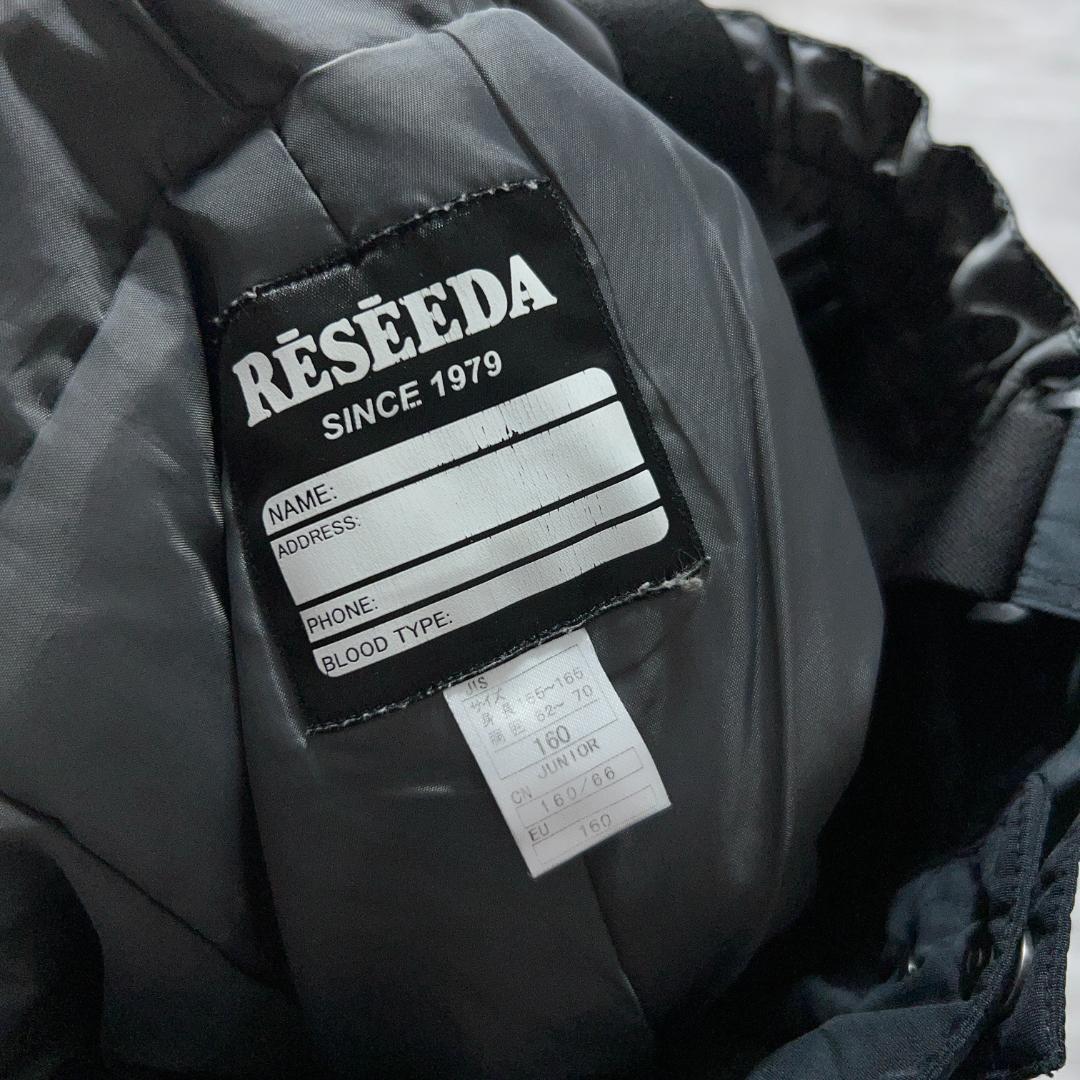 RĒSĒEDA
SINCE 1979
NAME:
ADDRESS:
PHONE:
BLOOD TYPE:
JIS
サイズ
身長 155~165
胴囲 62~ 70
160
JUNIOR
CN
160/66
EU
160